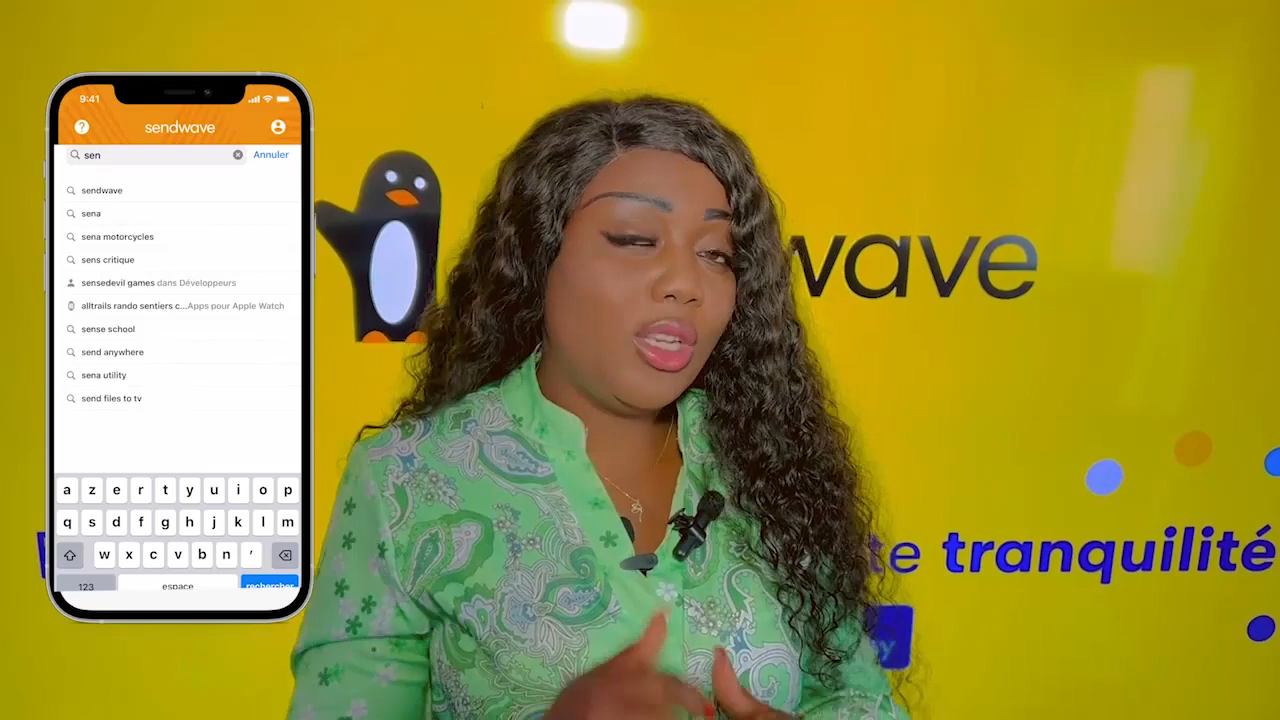 9:41
sendwave
sen
Annuler
sendwave
sena
sena motorcycles
sens critique
sensedevil games dans Développeurs
alltrails rando sentiers c...Apps pour Apple Watch
sense school
send anywhere
sena utility
send files to tv
a z e r t y u i o p
q s d f g h j k l m
w x c v b n ’
123 espace rechercher
wave
te tranquilité